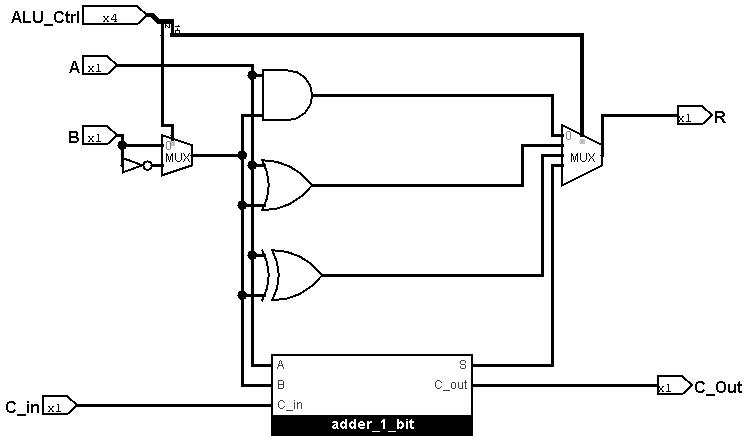 ALU_Ctrl x4
A x1
B x1
0
MUX
0
MUX
x1 R
A
B
C_in
S
C_out
adder_1_bit
x1 C_Out
C_in x1